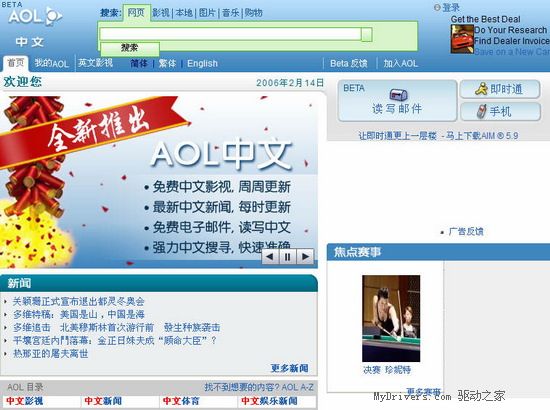 BETA
AOL
中文
搜索: 网页 | 影视 | 本地 | 图片 | 音乐 | 购物
搜索
登录
Get the Best Deal
Do Your Research
Find Dealer Invoice
Save on a New Car
首页 我的AOL 英文影视 简体 | 繁体 | English Beta 反馈 加入AOL
欢迎您 2006年2月14日
全新推出
AOL中文
• 免费中文影视, 周周更新
• 最新中文新闻, 每时更新
• 免费电子邮件, 读写中文
• 强力中文搜寻, 快速准确
BETA
读写邮件
即时通
手机
让即时通更上一层楼 - 马上下载AIM ® 5.9
广告反馈
新闻
关颖珊正式宣布退出都灵冬奥会
多维特稿: 美国是山，中国是海
多维追击 北美穆斯林首次游行前 發生种族袭击
平壤宫廷内鬥落幕: 金正日妹夫成“顾命大臣”？
热那亚的屠夫离世
更多新闻
焦点赛事
决赛 珍妮特
更多赛事
AOL 目录 找不到想要的内容? AOL A-Z
中文影视 中文新闻 中文体育 中文娱乐新闻
MyDrivers.com 驱动之家